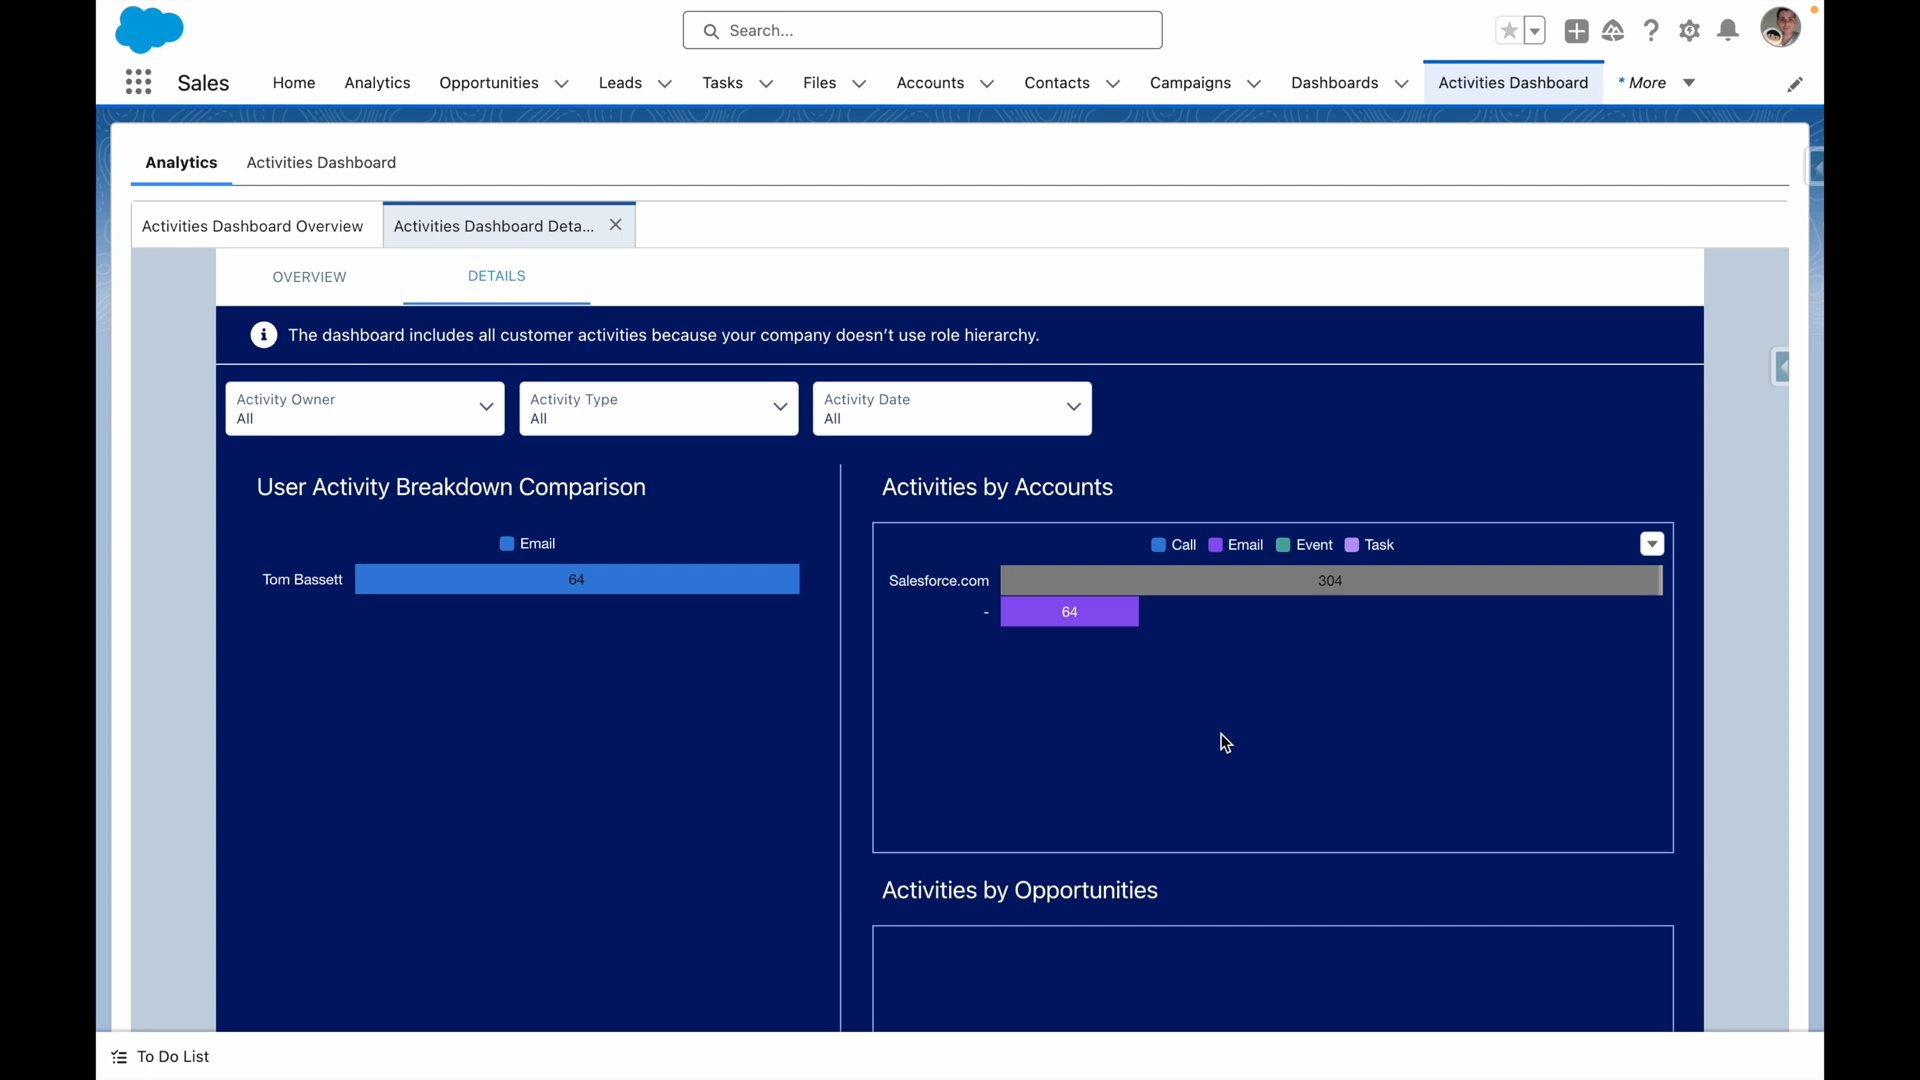 Search...
Sales
Home
Analytics
Opportunities
Leads
Tasks
Files
Accounts
Contacts
Campaigns
Dashboards
Activities Dashboard
* More
Analytics
Activities Dashboard
Activities Dashboard Overview
Activities Dashboard Deta...
OVERVIEW
DETAILS
The dashboard includes all customer activities because your company doesn’t use role hierarchy.
Activity Owner
All
Activity Type
All
Activity Date
All
User Activity Breakdown Comparison
Email
Tom Bassett
64
Activities by Accounts
Call
Email
Event
Task
Salesforce.com
304
-
64
Activities by Opportunities
To Do List